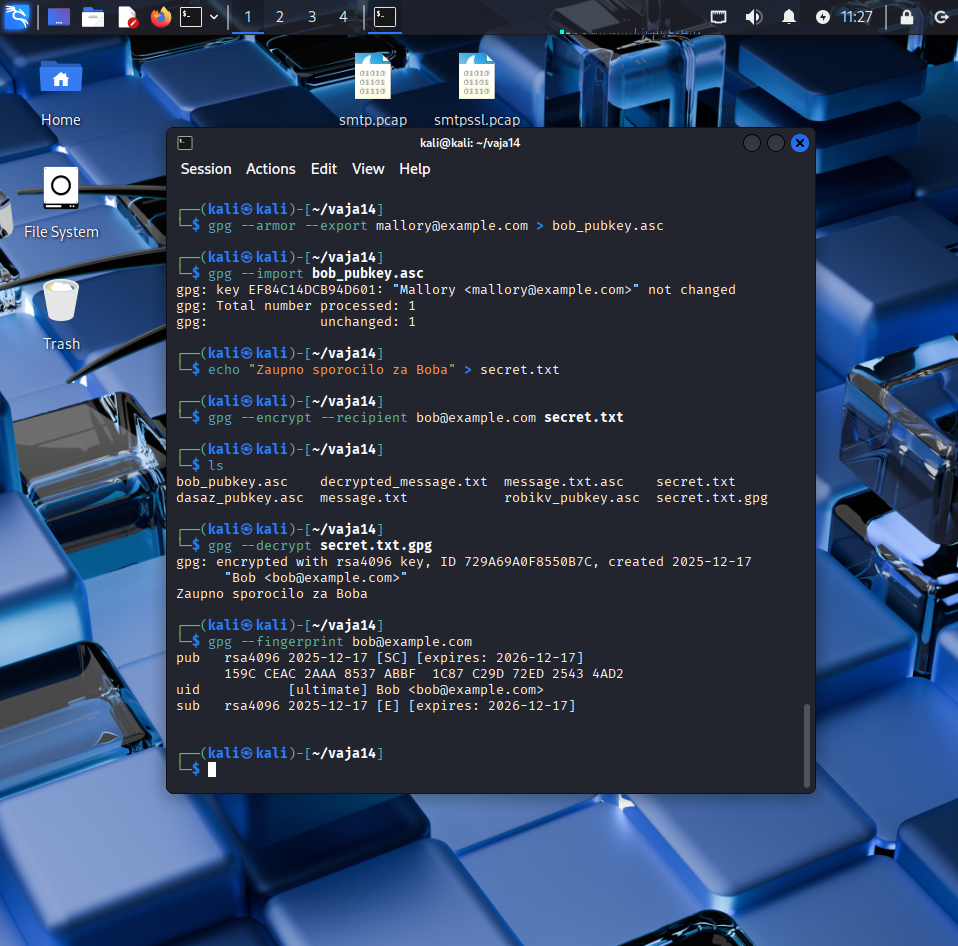 1 2 3 4 11:27
Home
smtp.pcap smtpssl.pcap
File System
Trash
kali@kali: ~/vaja14
Session Actions Edit View Help
┌──(kali㉿kali)-[~/vaja14]
└─$ gpg --armor --export mallory@example.com > bob_pubkey.asc
┌──(kali㉿kali)-[~/vaja14]
└─$ gpg --import bob_pubkey.asc
gpg: key EF84C14DCB94D601: "Mallory <mallory@example.com>" not changed
gpg: Total number processed: 1
gpg:              unchanged: 1
┌──(kali㉿kali)-[~/vaja14]
└─$ echo "Zaupno sporocilo za Boba" > secret.txt
┌──(kali㉿kali)-[~/vaja14]
└─$ gpg --encrypt --recipient bob@example.com secret.txt
┌──(kali㉿kali)-[~/vaja14]
└─$ ls
bob_pubkey.asc    decrypted_message.txt  message.txt.asc    secret.txt
dasaz_pubkey.asc  message.txt            robikv_pubkey.asc  secret.txt.gpg
┌──(kali㉿kali)-[~/vaja14]
└─$ gpg --decrypt secret.txt.gpg
gpg: encrypted with rsa4096 key, ID 729A69A0F8550B7C, created 2025-12-17
      "Bob <bob@example.com>"
Zaupno sporocilo za Boba
┌──(kali㉿kali)-[~/vaja14]
└─$ gpg --fingerprint bob@example.com
pub   rsa4096 2025-12-17 [SC] [expires: 2026-12-17]
      159C CEAC 2AAA 8537 ABBF  1C87 C29D 72ED 2543 4AD2
uid           [ultimate] Bob <bob@example.com>
sub   rsa4096 2025-12-17 [E] [expires: 2026-12-17]
┌──(kali㉿kali)-[~/vaja14]
└─$